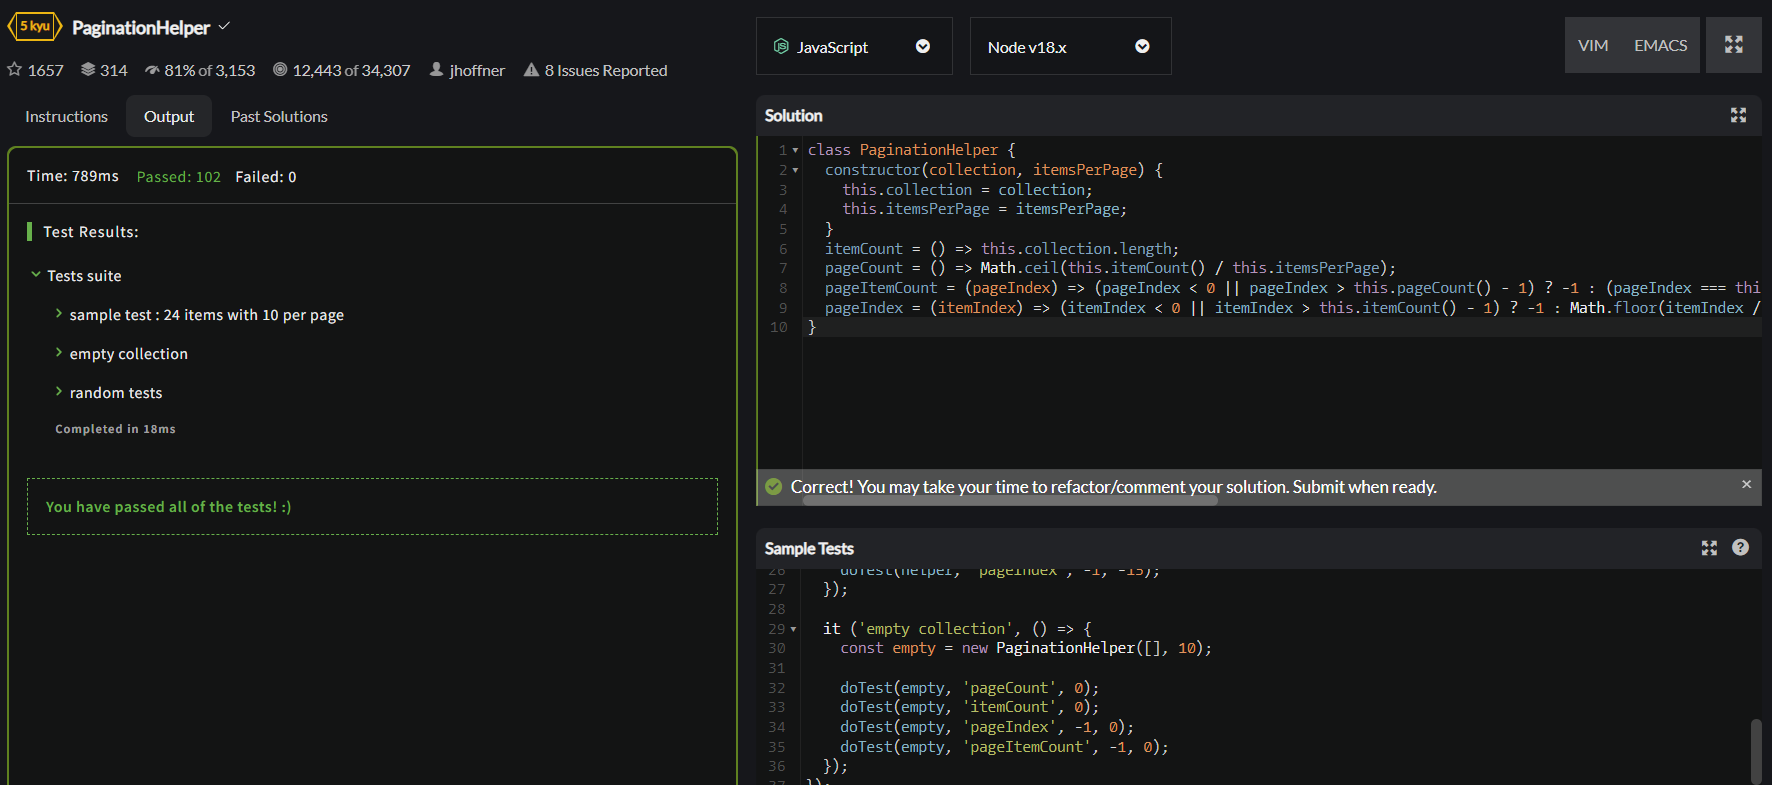 5 kyu PaginationHelper
1657 314 81% of 3,153 12,443 of 34,307 jhoffner 8 Issues Reported
Instructions Output Past Solutions
Time: 789ms Passed: 102 Failed: 0
Test Results:
Tests suite
sample test : 24 items with 10 per page
empty collection
random tests
Completed in 18ms
You have passed all of the tests! :)
JavaScript Node v18.x VIM EMACS
Solution
1 class PaginationHelper {
2 constructor(collection, itemsPerPage) {
3 this.collection = collection;
4 this.itemsPerPage = itemsPerPage;
5 }
6 itemCount = () => this.collection.length;
7 pageCount = () => Math.ceil(this.itemCount() / this.itemsPerPage);
8 pageItemCount = (pageIndex) => (pageIndex < 0 || pageIndex > this.pageCount() - 1) ? -1 : (pageIndex === thi
9 pageIndex = (itemIndex) => (itemIndex < 0 || itemIndex > this.itemCount() - 1) ? -1 : Math.floor(itemIndex /
10 }
Correct! You may take your time to refactor/comment your solution. Submit when ready.
Sample Tests
26 doTest(helper, 'pageIndex', -1, -15);
27 });
28
29 it ('empty collection', () => {
30 const empty = new PaginationHelper([], 10);
31
32 doTest(empty, 'pageCount', 0);
33 doTest(empty, 'itemCount', 0);
34 doTest(empty, 'pageIndex', -1, 0);
35 doTest(empty, 'pageItemCount', -1, 0);
36 });
37 });